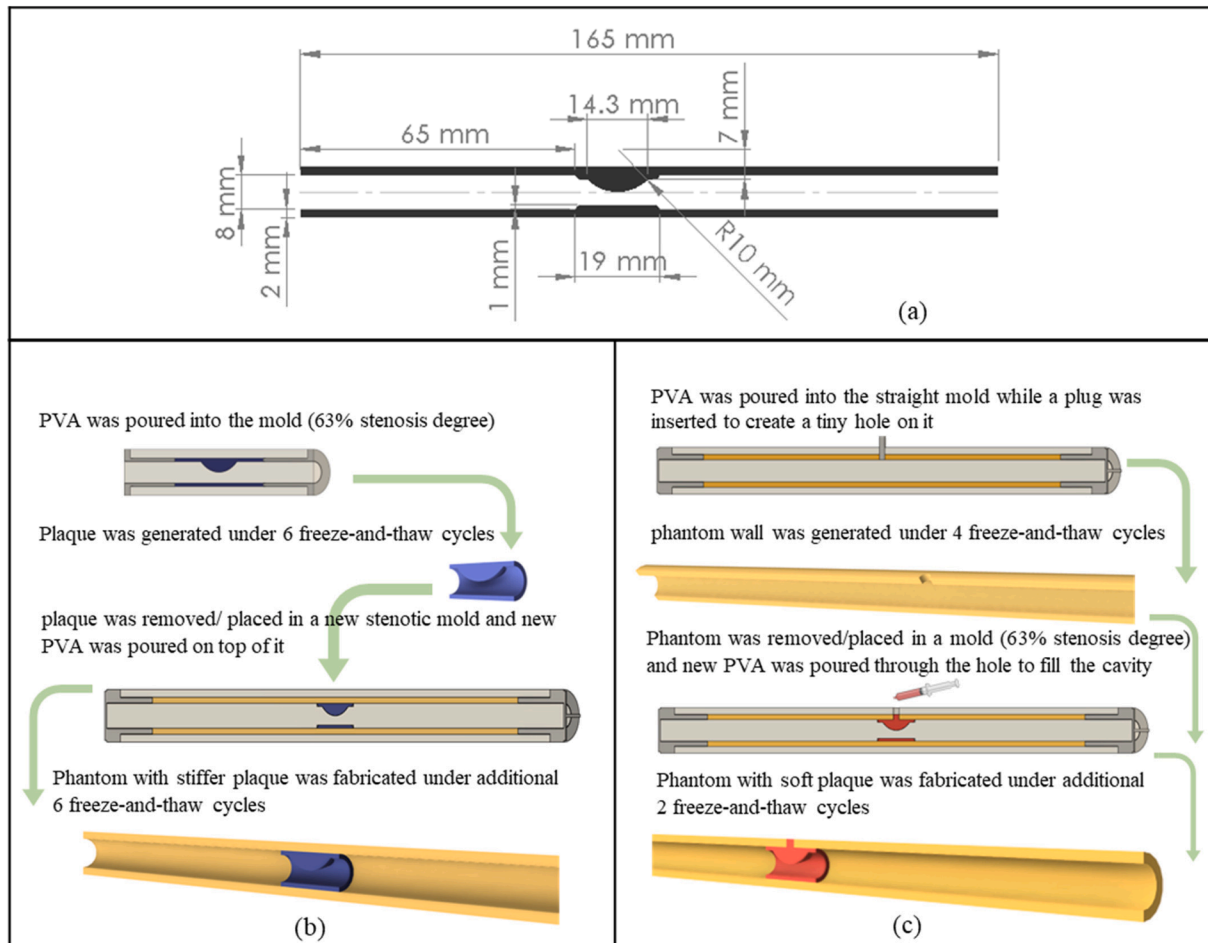 165 mm
14.3 mm
7 mm
65 mm
8 mm
2 mm
1 mm
19 mm
R10 mm
(a)
PVA was poured into the mold (63% stenosis degree)
Plaque was generated under 6 freeze-and-thaw cycles
plaque was removed/ placed in a new stenotic mold and new
PVA was poured on top of it
Phantom with stiffer plaque was fabricated under additional
6 freeze-and-thaw cycles
(b)
PVA was poured into the straight mold while a plug was
inserted to create a tiny hole on it
phantom wall was generated under 4 freeze-and-thaw cycles
Phantom was removed/placed in a mold (63% stenosis degree)
and new PVA was poured through the hole to fill the cavity
Phantom with soft plaque was fabricated under additional
2 freeze-and-thaw cycles
(c)